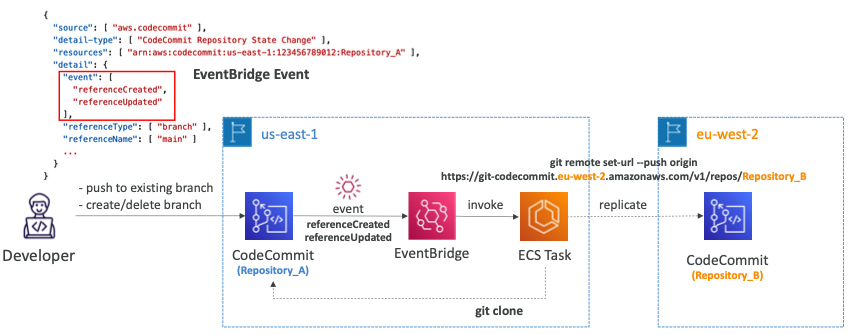 {
"source": [ "aws.codecommit" ],
"detail-type": [ "CodeCommit Repository State Change" ],
"resources": [ "arn:aws:codecommit:us-east-1:123456789012:Repository_A" ],
"detail": {
"event": [
"referenceCreated",
"referenceUpdated"
],
"referenceType": [ "branch" ],
"referenceName": [ "main" ]
...
}
}
EventBridge Event
us-east-1
eu-west-2
git remote set-url --push origin
https://git-codecommit.eu-west-2.amazonaws.com/v1/repos/Repository_B
- push to existing branch
- create/delete branch
event
referenceCreated
referenceUpdated
invoke
replicate
Developer
CodeCommit
(Repository_A)
EventBridge
ECS Task
CodeCommit
(Repository_B)
git clone